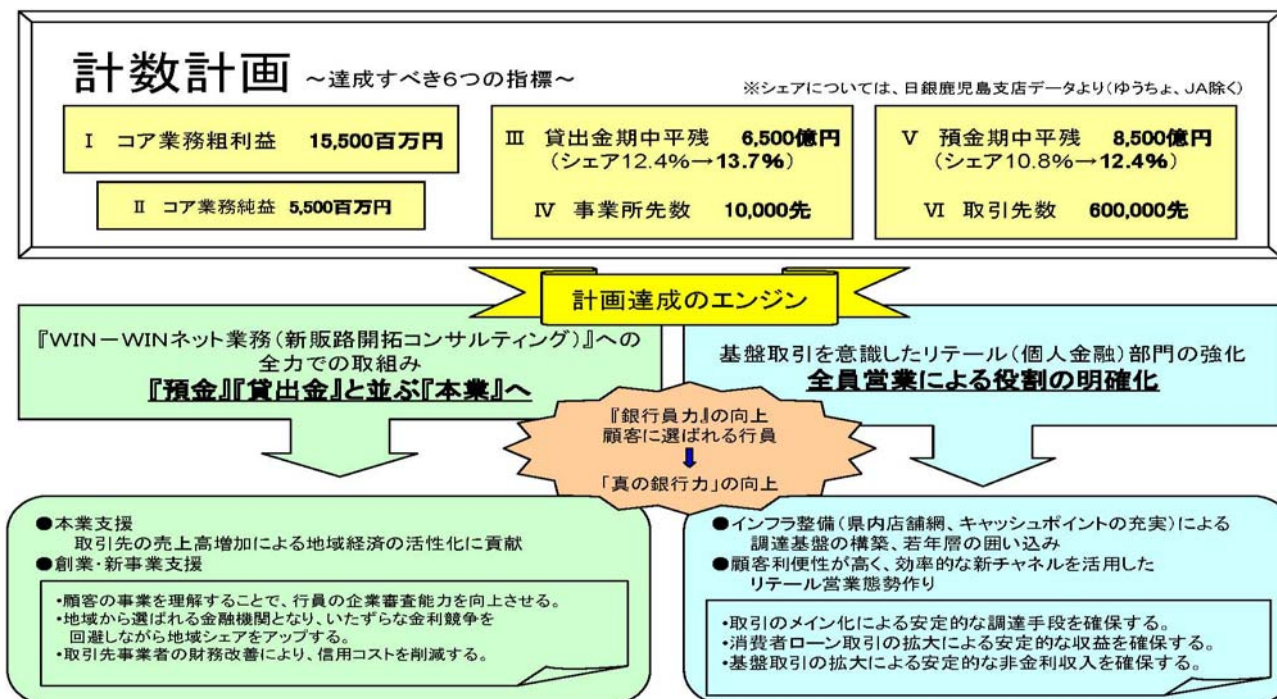 計数計画 ～達成すべき6つの指標～
※シェアについては、日銀鹿児島支店データより(ゆうちょ、JA除く)
Ⅰ コア業務粗利益 15,500百万円
Ⅱ コア業務純益 5,500百万円
Ⅲ 貸出金期中平残 6,500億円
(シェア12.4%→13.7%)
Ⅳ 事業所先数 10,000先
Ⅴ 預金期中平残 8,500億円
(シェア10.8%→12.4%)
Ⅵ 取引先数 600,000先
計画達成のエンジン
『WIN－WINネット業務(新販路開拓コンサルティング)』への
全力での取組み
『預金』『貸出金』と並ぶ『本業』へ
基盤取引を意識したリテール(個人金融)部門の強化
全員営業による役割の明確化
『銀行員力』の向上
顧客に選ばれる行員
「真の銀行力」の向上
●本業支援
取引先の売上高増加による地域経済の活性化に貢献
●創業・新事業支援
・顧客の事業を理解することで、行員の企業審査能力を向上させる。
・地域から選ばれる金融機関となり、いたずらな金利競争を
回避しながら地域シェアをアップする。
・取引先事業者の財務改善により、信用コストを削減する。
●インフラ整備(県内店舗網、キャッシュポイントの充実)による
調達基盤の構築、若年層の囲い込み
●顧客利便性が高く、効率的な新チャネルを活用した
リテール営業態勢作り
・取引のメイン化による安定的な調達手段を確保する。
・消費者ローン取引の拡大による安定的な収益を確保する。
・基盤取引の拡大による安定的な非金利収入を確保する。